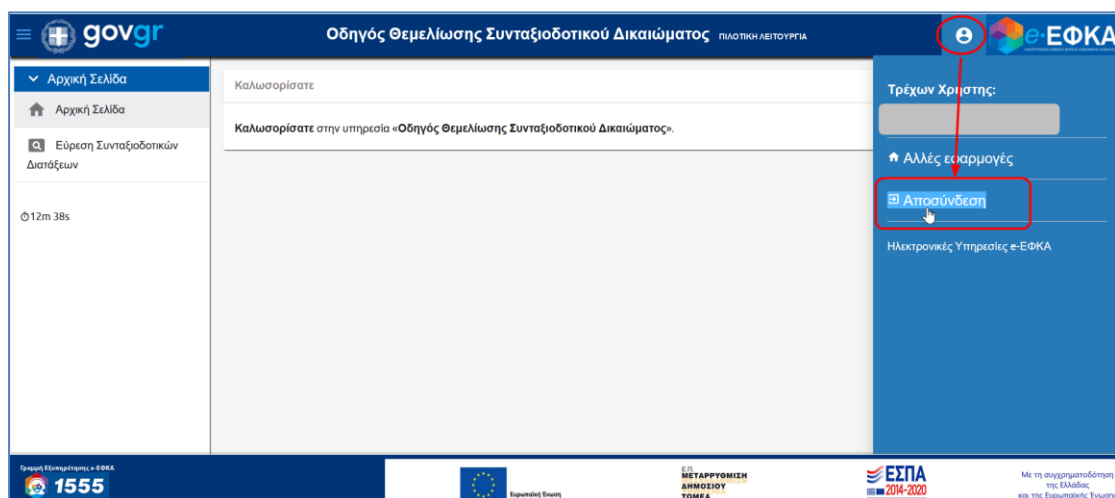 govgr
Οδηγός Θεμελίωσης Συνταξιοδοτικού Δικαιώματος ΠΙΛΟΤΙΚΗ ΛΕΙΤΟΥΡΓΙΑ
e-ΕΦΚΑ
Αρχική Σελίδα
Αρχική Σελίδα
Εύρεση Συνταξιοδοτικών
Διατάξεων
12m 38s
Καλωσορίσατε
Καλωσορίσατε στην υπηρεσία «Οδηγός Θεμελίωσης Συνταξιοδοτικού Δικαιώματος».
Τρέχων Χρήστης:
Αλλές εφαρμογές
Αποσύνδεση
Ηλεκτρονικές Υπηρεσίες e-ΕΦΚΑ
Γραμμή Εξυπηρέτησης e-ΕΦΚΑ
1555
Ευρωπαϊκή Ένωση
Ε.Π.
ΜΕΤΑΡΡΥΘΜΙΣΗ
ΔΗΜΟΣΙΟΥ
ΤΟΜΕΑ
ΕΣΠΑ
2014-2020
Με τη συγχρηματοδότηση
της Ελλάδας
και της Ευρωπαϊκής Ένωσης